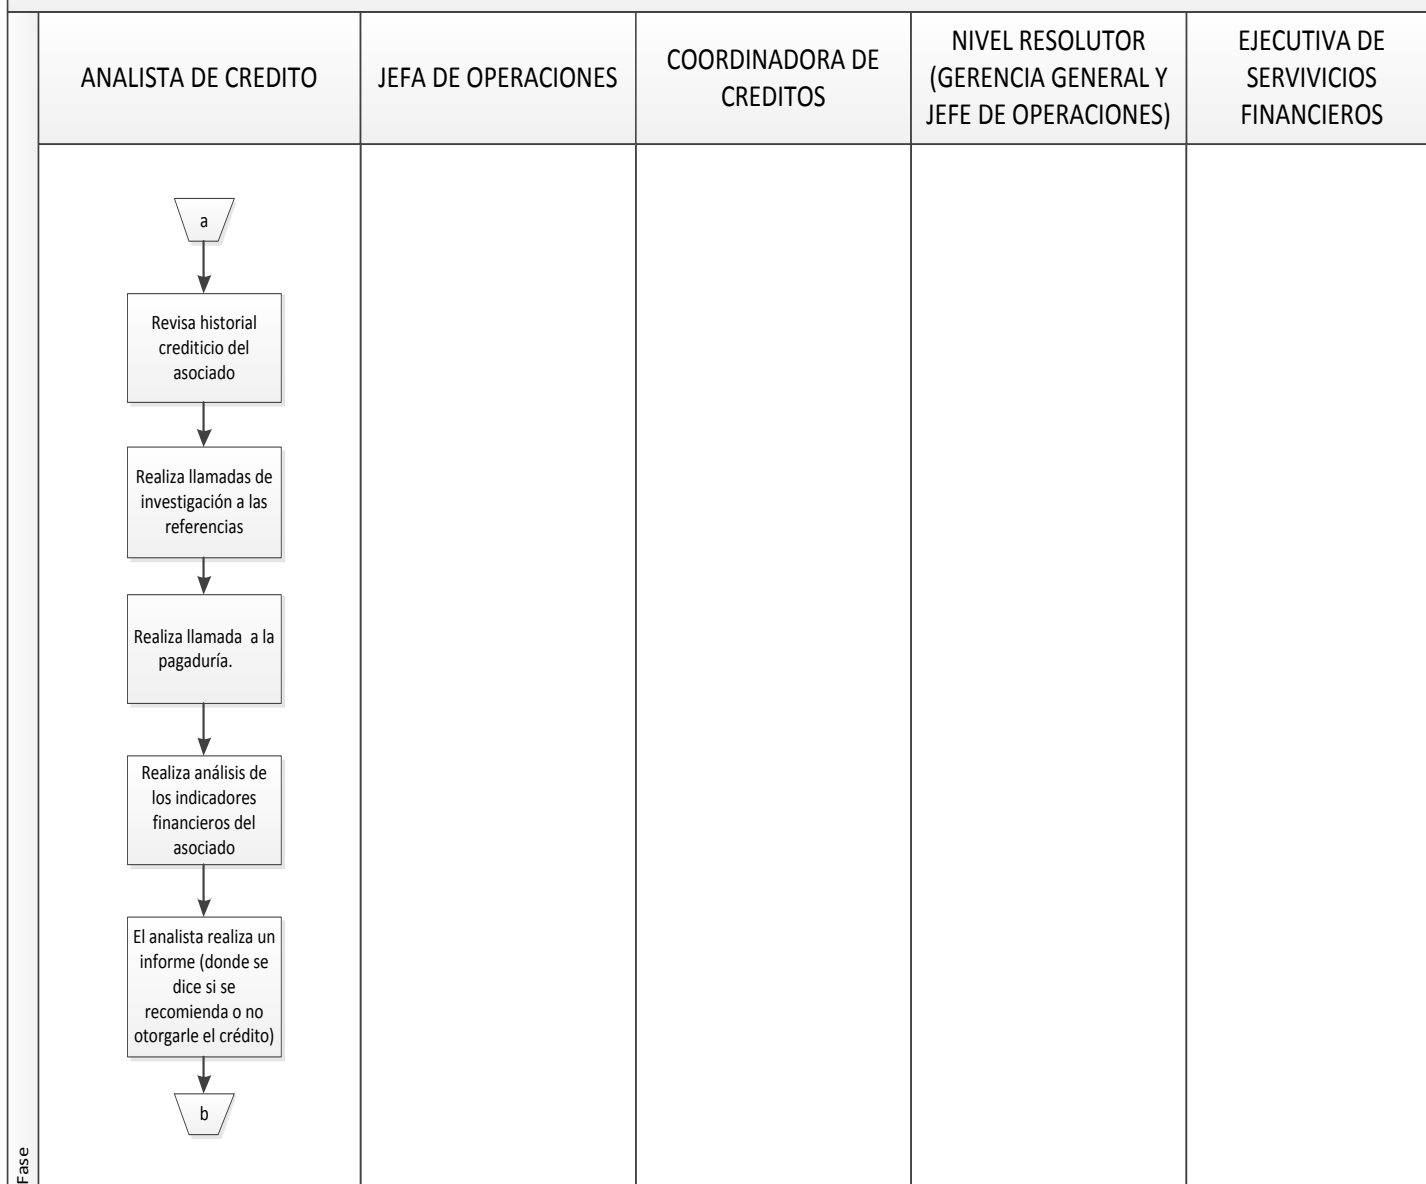 ANALISTA DE CREDITO
JEFA DE OPERACIONES
COORDINADORA DE
CREDITOS
NIVEL RESOLUTOR
(GERENCIA GENERAL Y
JEFE DE OPERACIONES)
EJECUTIVA DE
SERVIVICIOS
FINANCIEROS
a
Revisa historial
crediticio del
asociado
Realiza llamadas de
investigación a las
referencias
Realiza llamada  a la
pagaduría.
Realiza análisis de
los indicadores
financieros del
asociado
El analista realiza un
informe (donde se
dice si se
recomienda o no
otorgarle el crédito)
b
Fase